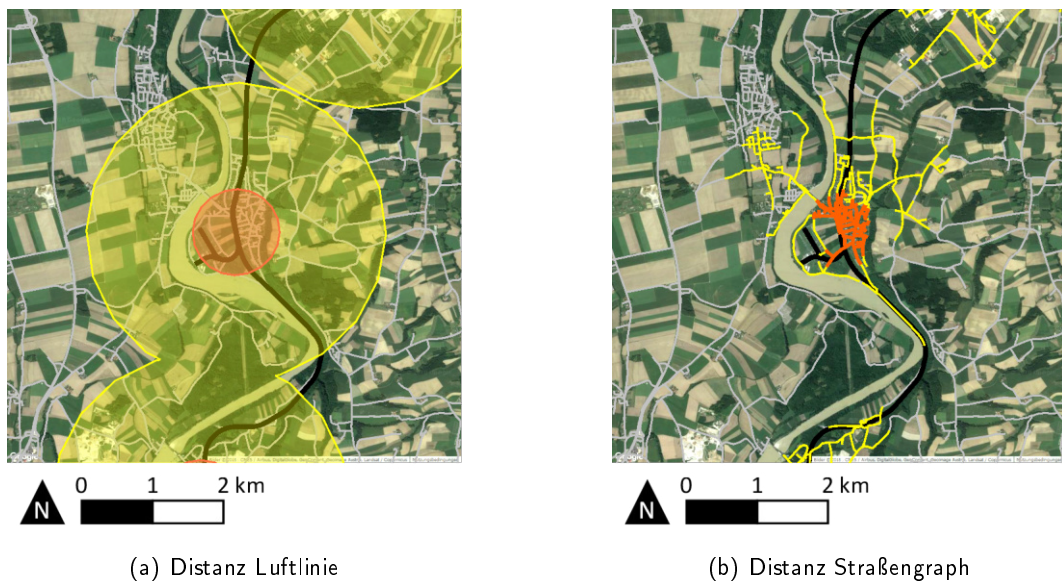 N
0 1 2 km
(a) Distanz Luftlinie
N
0 1 2 km
(b) Distanz Straßengraph